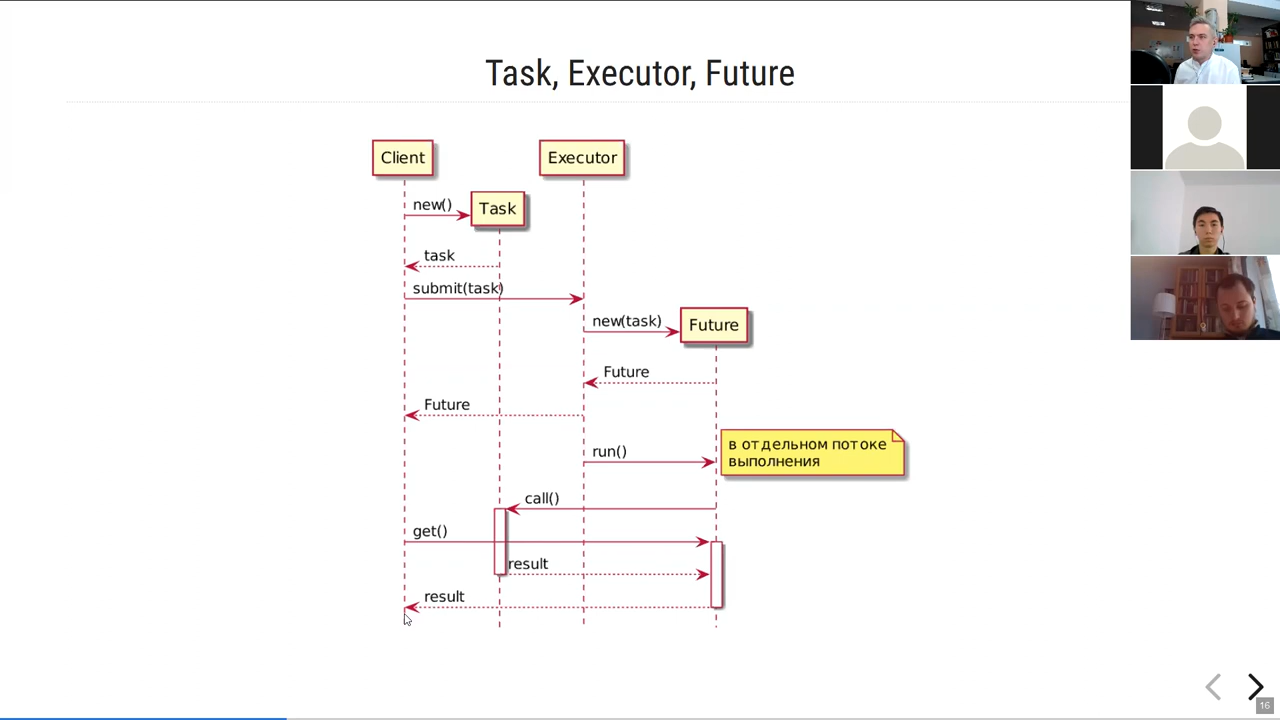 Task, Executor, Future
Client
Executor
new()
Task
task
submit(task)
new(task)
Future
Future
Future
в отдельном потоке
выполнения
run()
call()
get()
result
result
16